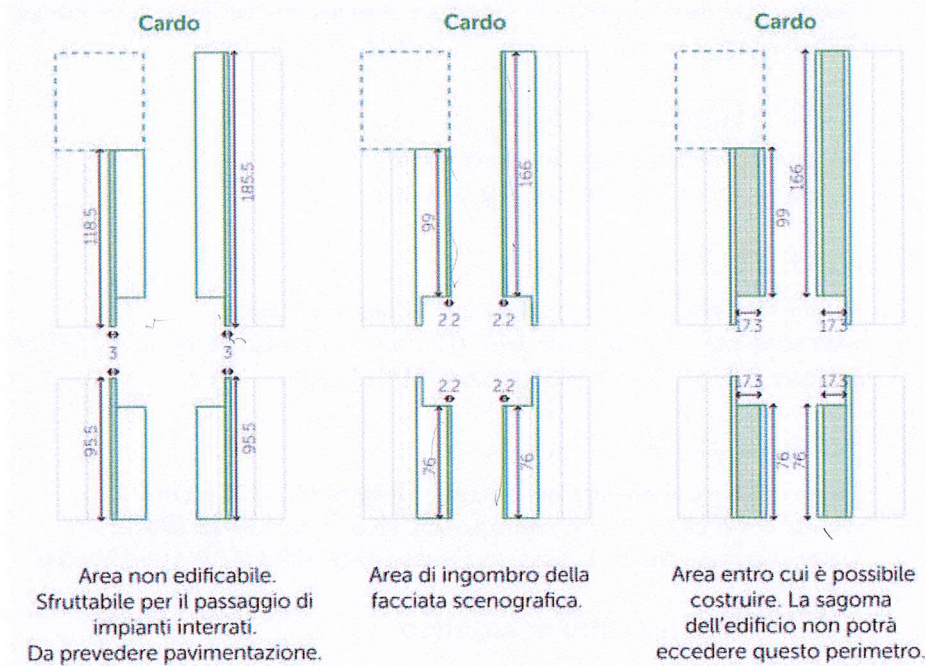 Cardo
Cardo
Cardo
118.5
185.5
3
3
95.5
95.5
99
166
2.2
2.2
2.2
2.2
76
76
99
166
17.3
17.3
17.3
17.3
76
76
Area non edificabile.
Sfruttabile per il passaggio di
impianti interrati.
Da prevedere pavimentazione.
Area di ingombro della
facciata scenografica.
Area entro cui è possibile
costruire. La sagoma
dell'edificio non potrà
eccedere questo perimetro.